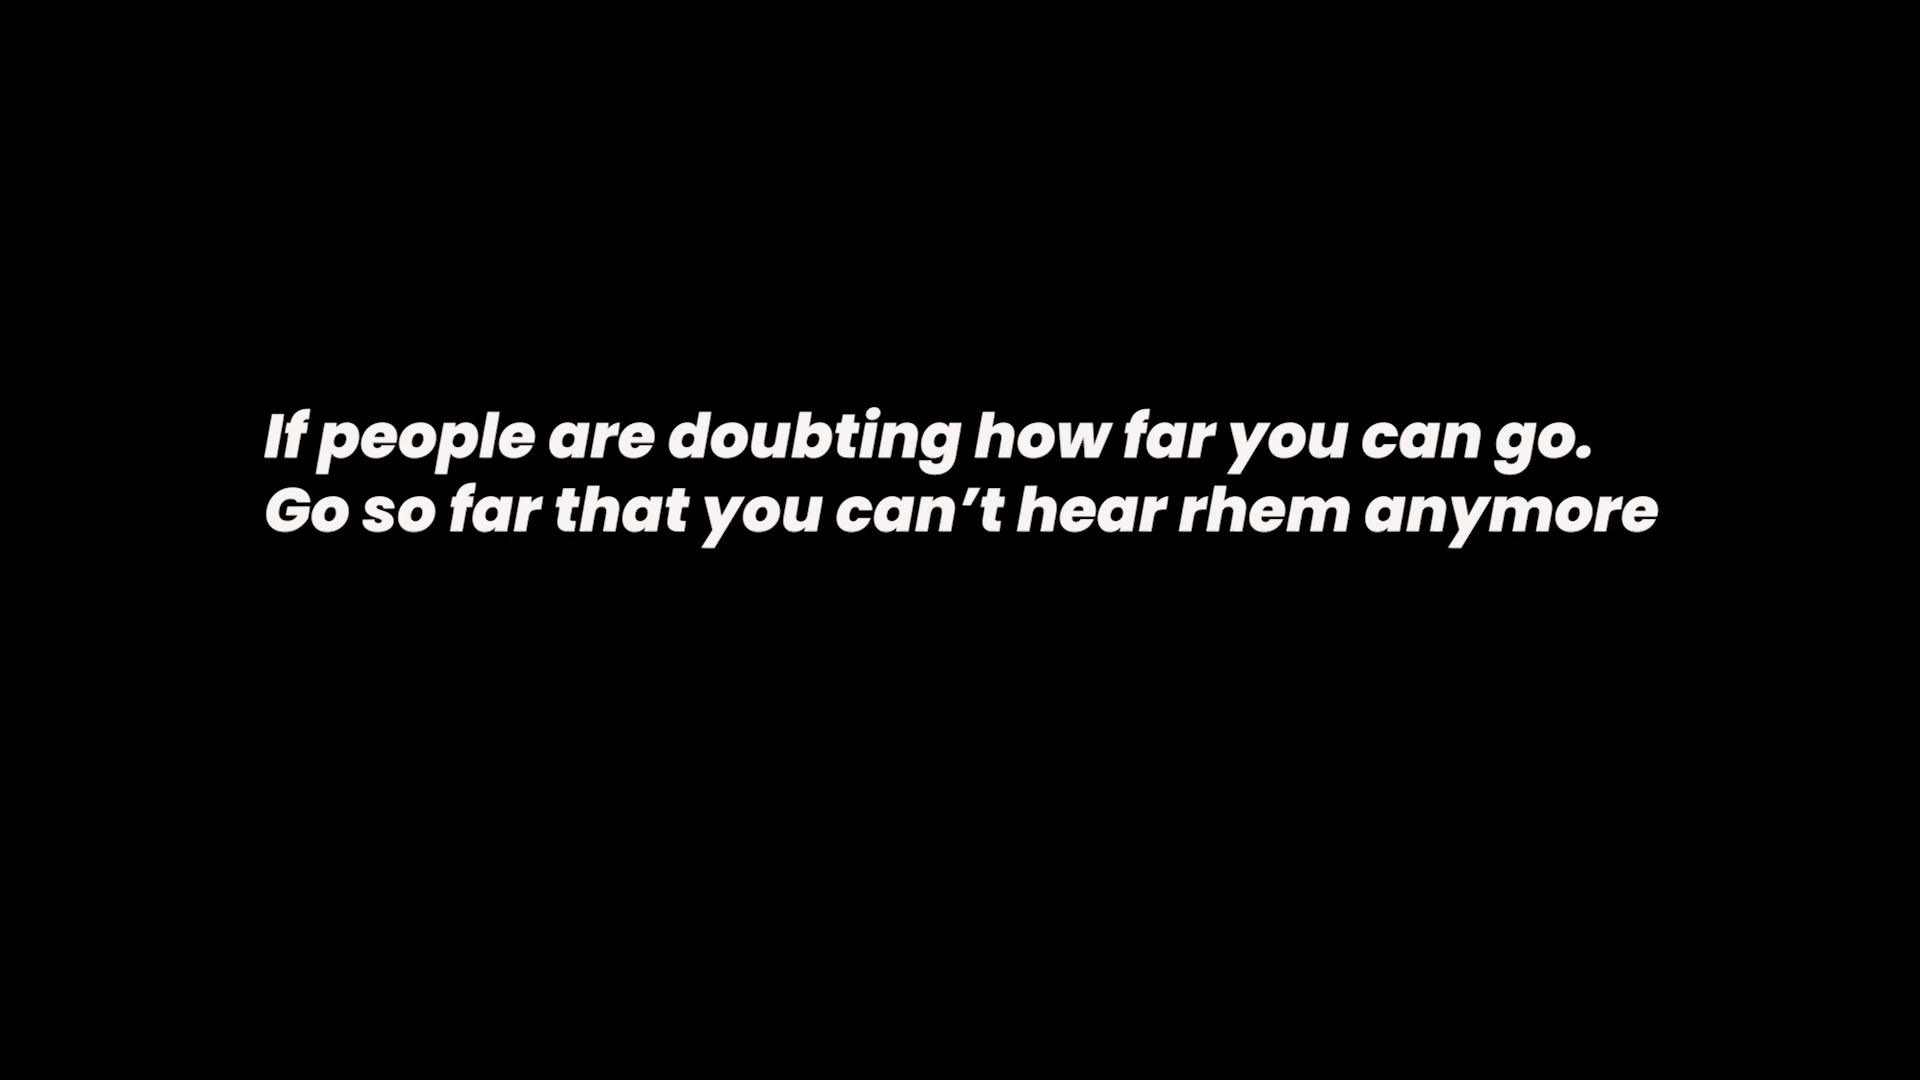 If people are doubting how far you can go.
Go so far that you can’t hear rhem anymore